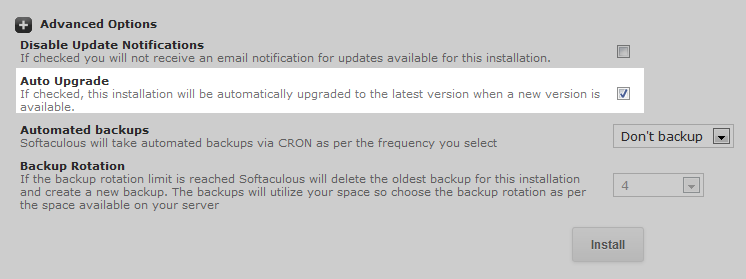 Advanced Options
Disable Update Notifications
If checked you will not receive an email notification for updates available for this installation.
Auto Upgrade
If checked, this installation will be automatically upgraded to the latest version when a new version is
available.
Automated backups
Softaculous will take automated backups via CRON as per the frequency you select
Don't backup
Backup Rotation
If the backup rotation limit is reached Softaculous will delete the oldest backup for this installation
and create a new backup. The backups will utilize your space so choose the backup rotation as per
the space available on your server
4
Install